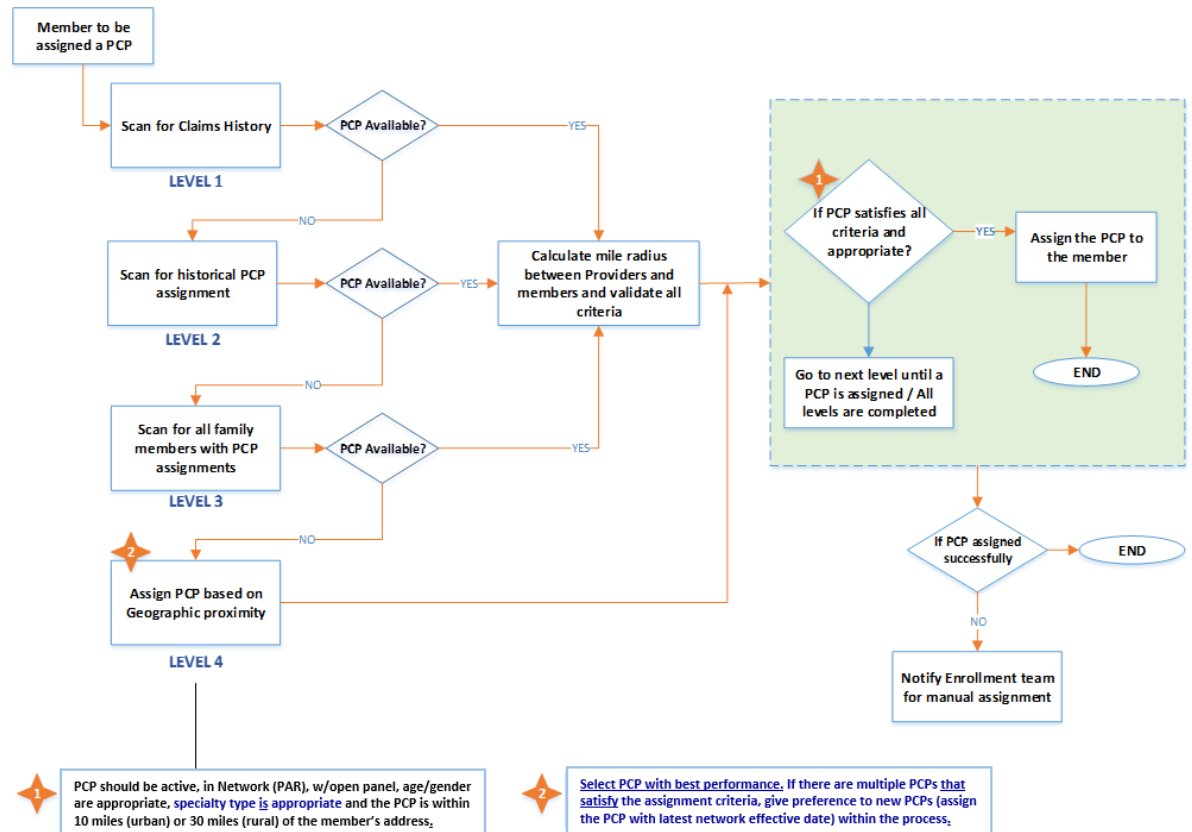 Member to be
assigned a PCP
Scan for Claims History
PCP Available?
YES
LEVEL 1
NO
Scan for historical PCP
assignment
PCP Available?
YES
LEVEL 2
NO
Scan for all family
members with PCP
assignments
PCP Available?
YES
LEVEL 3
NO
2
Assign PCP based on
Geographic proximity
LEVEL 4
Calculate mile radius
between Providers and
members and validate all
criteria
1
If PCP satisfies all
criteria and
appropriate?
YES
Assign the PCP to
the member
END
Go to next level until a
PCP is assigned / All
levels are completed
If PCP assigned
successfully
END
NO
Notify Enrollment team
for manual assignment
1
PCP should be active, in Network (PAR), w/open panel, age/gender
are appropriate, specialty type is appropriate and the PCP is within
10 miles (urban) or 30 miles (rural) of the member's address.
2
Select PCP with best performance. If there are multiple PCPs that
satisfy the assignment criteria, give preference to new PCPs (assign
the PCP with latest network effective date) within the process.